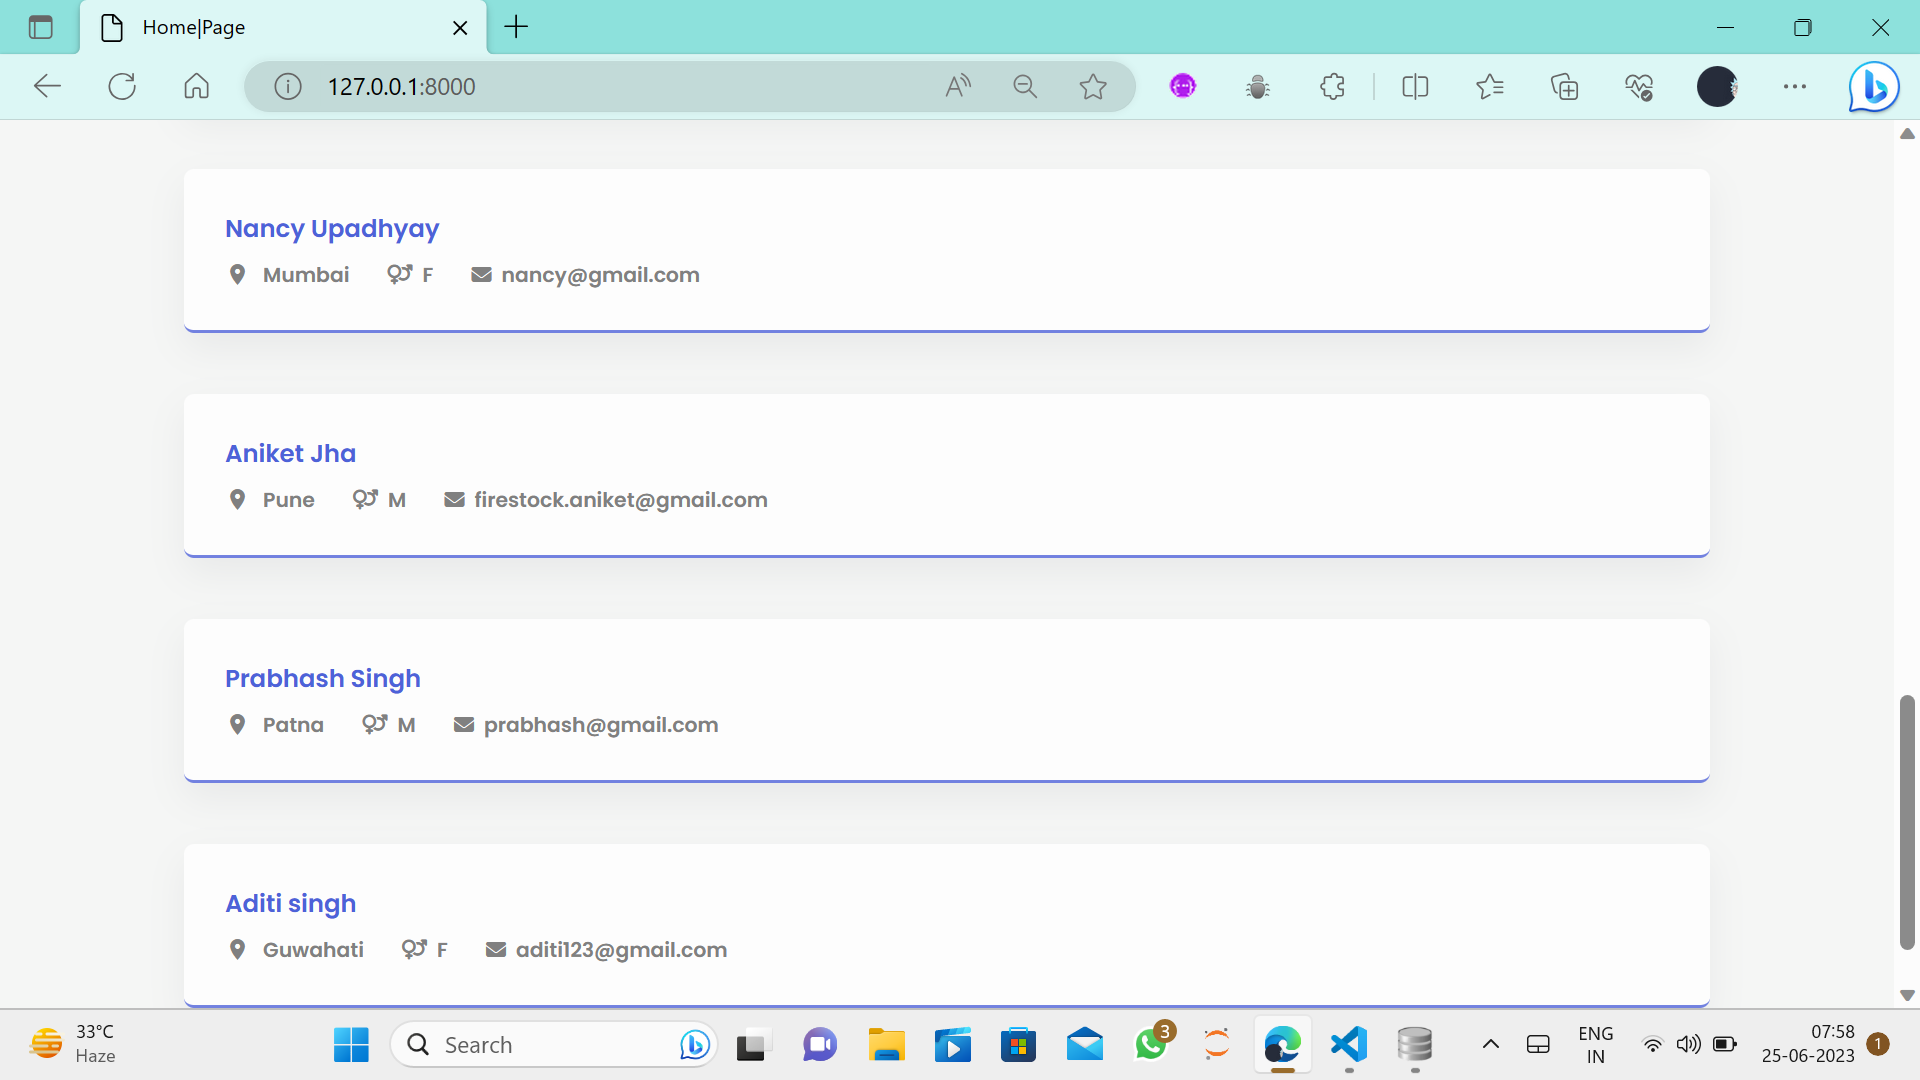 Home|Page
127.0.0.1:8000
Nancy Upadhyay
Mumbai F nancy@gmail.com
Aniket Jha
Pune M firestock.aniket@gmail.com
Prabhash Singh
Patna M prabhash@gmail.com
Aditi singh
Guwahati F aditi123@gmail.com
33°C
Haze
Search
3
ENG
IN
07:58
25-06-2023
1